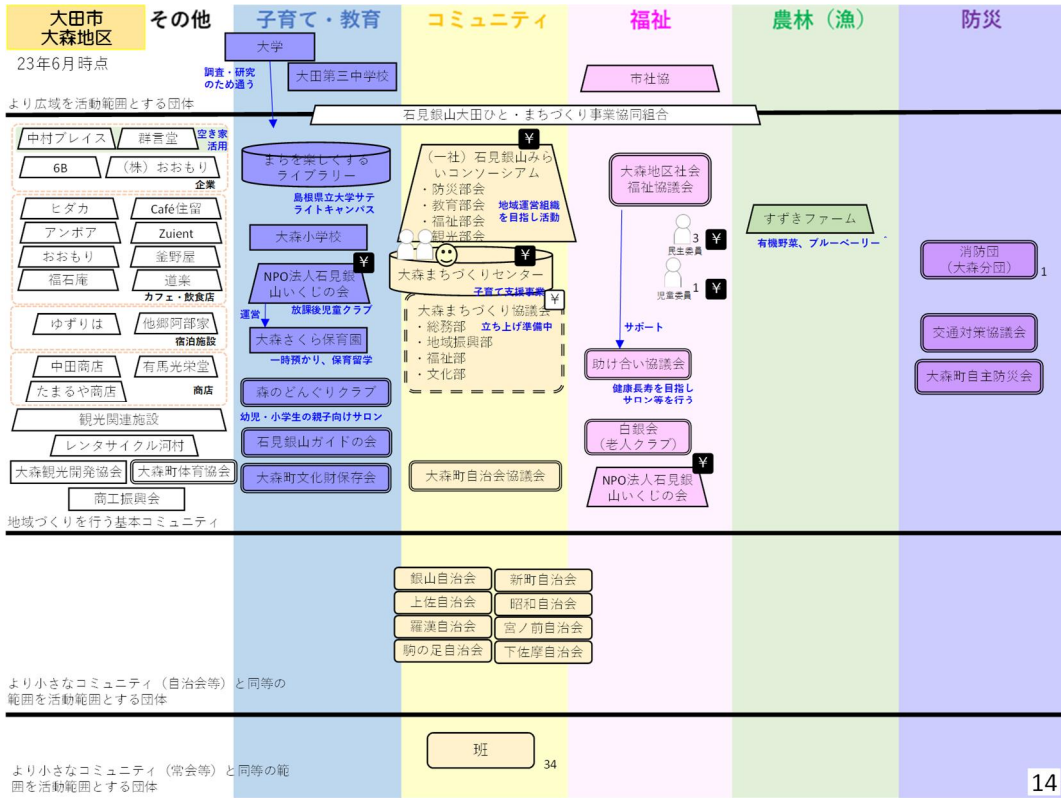 大田市
大森地区
その他
子育て・教育
コミュニティ
福祉
農林（漁）
防災
23年6月時点
大学
調査・研究
のため通う
大田第三中学校
市社協
より広域を活動範囲とする団体
石見銀山大田ひと・まちづくり事業協同組合
中村ブレイス
群言堂
空き家
活用
6B
（株）おおもり
企業
ヒダカ
Café住留
アンボア
Zuient
おおもり
釜野屋
福石庵
道楽
カフェ・飲食店
ゆずりは
他郷阿部家
宿泊施設
中田商店
有馬光栄堂
たまるや商店
商店
観光関連施設
レンタサイクル河村
大森観光開発協会
大森町体育協会
商工振興会
地域づくりを行う基本コミュニティ
まちを楽しくする
ライブラリー
島根県立大学サテ
ライトキャンパス
大森小学校
¥
NPO法人石見銀
山いくじの会
放課後児童クラブ
運営
大森さくら保育園
一時預かり、保育留学
森のどんぐりクラブ
幼児・小学生の親子向けサロン
石見銀山ガイドの会
大森町文化財保存会
¥
（一社）石見銀山みら
いコンソーシアム
・防災部会
・教育部会
・福祉部会
・観光部会
地域運営組織
を目指し活動
¥
大森まちづくりセンター
子育て支援事業
¥
大森まちづくり協議会
・総務部
・地域振興部
・福祉部
・文化部
立ち上げ準備中
大森町自治会協議会
大森地区社会
福祉協議会
3
¥
民生委員
1
¥
児童委員
サポート
助け合い協議会
健康長寿を目指し
サロン等を行う
白銀会
（老人クラブ）
¥
NPO法人石見銀
山いくじの会
すずきファーム
有機野菜、ブルーベリー
消防団
（大森分団）
1
交通対策協議会
大森町自主防災会
銀山自治会
新町自治会
上佐自治会
昭和自治会
羅漢自治会
宮ノ前自治会
駒の足自治会
下佐摩自治会
より小さなコミュニティ（自治会等）と同等の
範囲を活動範囲とする団体
班
34
より小さなコミュニティ（常会等）と同等の範
囲を活動範囲とする団体
14